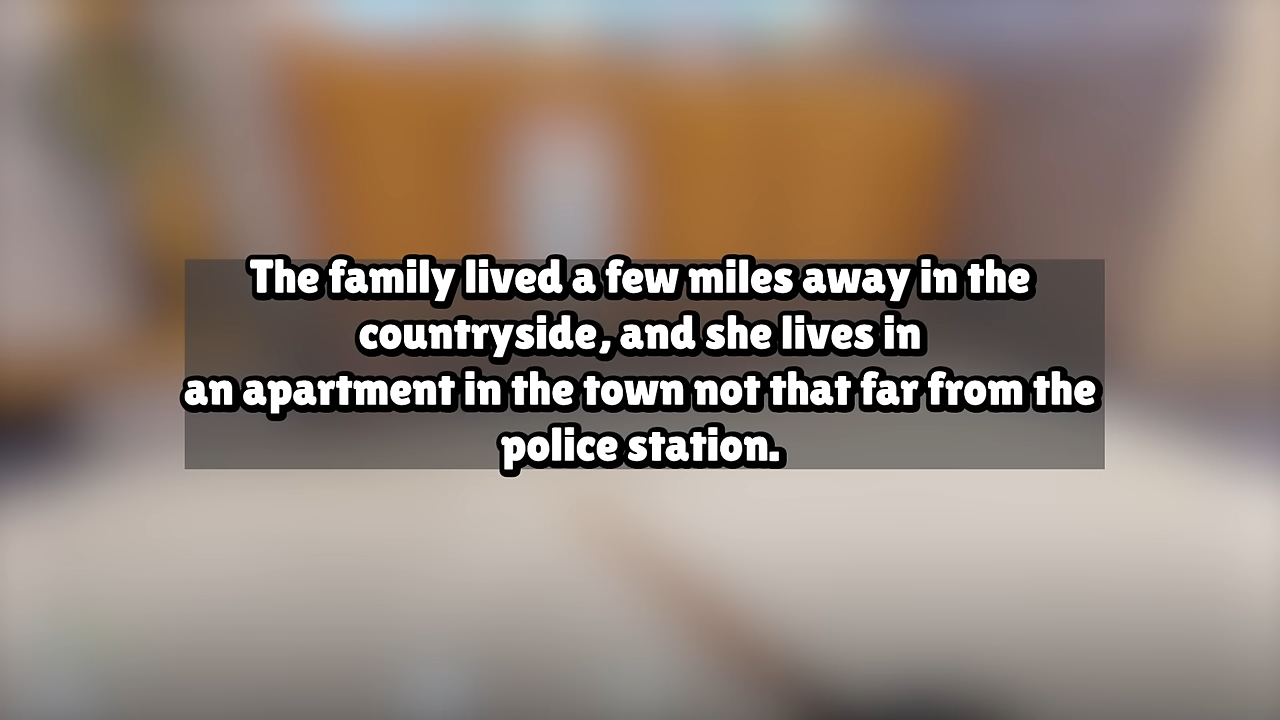 The family lived a few miles away in the
countryside, and she lives in
an apartment in the town not that far from the
police station.